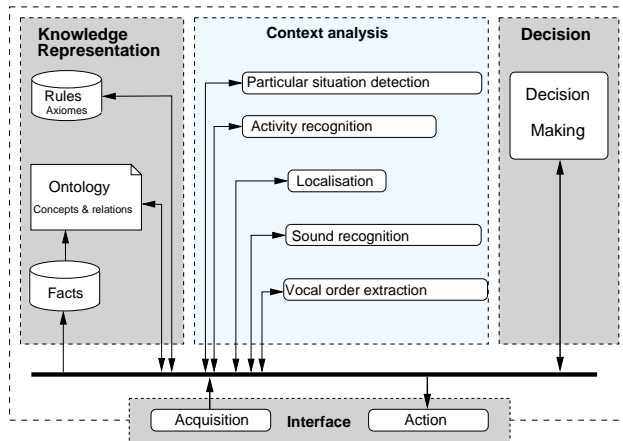 Knowledge
Representation
Rules
Axiomes
Ontology
Concepts & relations
Facts
Context analysis
Particular situation detection
Activity recognition
Localisation
Sound recognition
Vocal order extraction
Decision
Decision
Making
Acquisition
Interface
Action